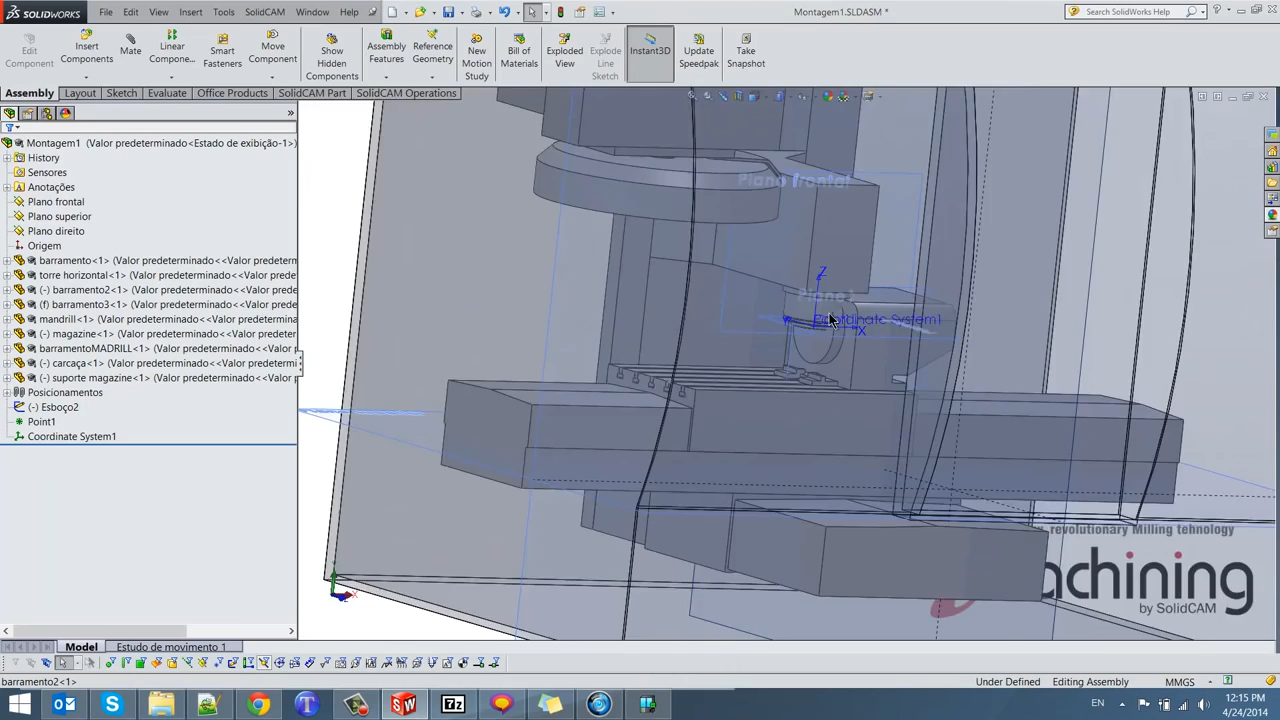 SOLIDWORKS File Edit View Insert Tools SolidCAM Window Help Montagem1.SLDASM * Search SolidWorks Help
Edit Component
Insert Components
Mate
Linear Compone...
Smart Fasteners
Move Component
Show Hidden Components
Assembly Features
Reference Geometry
New Motion Study
Bill of Materials
Exploded View
Explode Line Sketch
Instant3D
Update Speedpak
Take Snapshot
Assembly Layout Sketch Evaluate Office Products SolidCAM Part SolidCAM Operations
Montagem1 (Valor predeterminado<Estado de exibição-1>)
History
Sensores
Anotações
Plano frontal
Plano superior
Plano direito
Origem
barramento<1> (Valor predeterminado<<Valor predeterm
torre horizontal<1> (Valor predeterminado<<Valor prede
(-) barramento2<1> (Valor predeterminado<<Valor predet
(f) barramento3<1> (Valor predeterminado<<Valor predet
mandril<1> (Valor predeterminado<<Valor predetermina
(-) magazine<1> (Valor predeterminado<<Valor predetern
barramentoMADRILL<1> (Valor predeterminado<<Valor p
(-) carcaça<1> (Valor predeterminado<<Valor predetermi
(-) suporte magazine<1> (Valor predeterminado<<Valor p
Posicionamentos
(-) Esboço2
Point1
Coordinate System1
Plano frontal
Z
Plane1
Coordinate System1
X
X
revolutionary Milling tehnology
achining
by SolidCAM
Model Estudo de movimento 1
barramento2<1> Under Defined Editing Assembly MMGS
EN 12:15 PM
4/24/2014